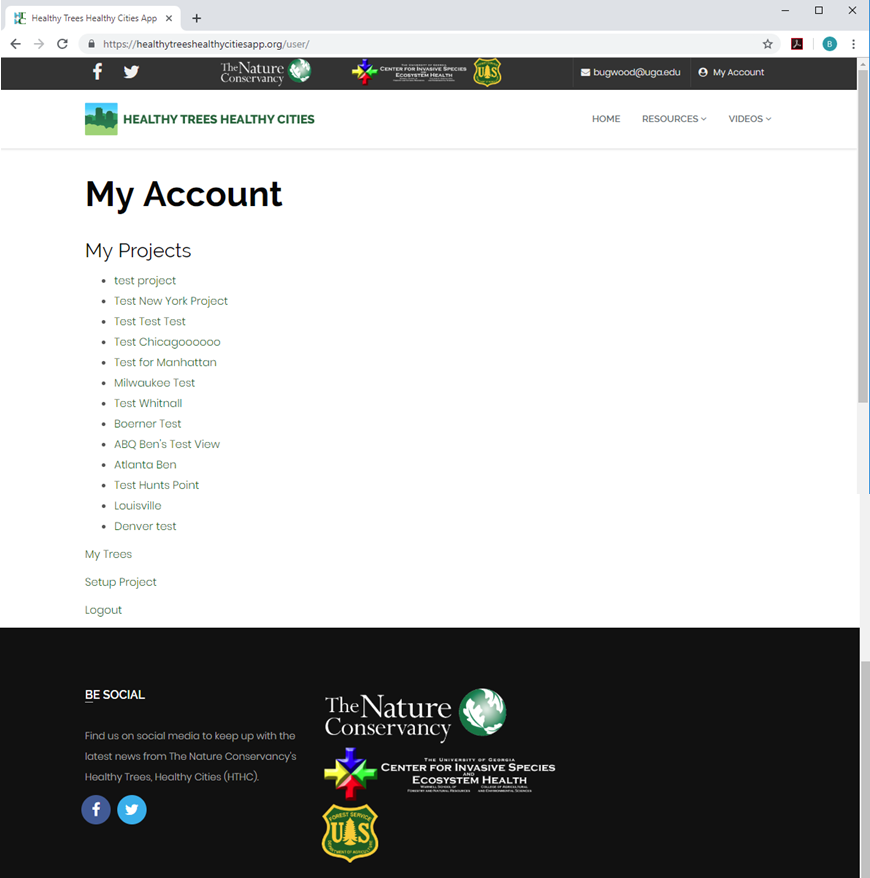 Healthy Trees Healthy Cities App
https://healthytreeshealthycitiesapp.org/user/
B
The Nature
Conservancy
THE UNIVERSITY OF GEORGIA
CENTER FOR INVASIVE SPECIES
AND
ECOSYSTEM HEALTH
U S
bugwood@uga.edu
My Account
HEALTHY TREES HEALTHY CITIES
HOME
RESOURCES
VIDEOS
My Account
My Projects
test project
Test New York Project
Test Test Test
Test Chicagoooooo
Test for Manhattan
Milwaukee Test
Test Whitnall
Boerner Test
ABQ Ben's Test View
Atlanta Ben
Test Hunts Point
Louisville
Denver test
My Trees
Setup Project
Logout
BE SOCIAL
Find us on social media to keep up with the
latest news from The Nature Conservancy's
Healthy Trees, Healthy Cities (HTHC).
The Nature
Conservancy
THE UNIVERSITY OF GEORGIA
CENTER FOR INVASIVE SPECIES
AND
ECOSYSTEM HEALTH
WARNELL SCHOOL OF
FORESTRY AND NATURAL RESOURCES
COLLEGE OF AGRICULTURAL
AND ENVIRONMENTAL SCIENCES
FOREST SERVICE
U S
DEPARTMENT OF AGRICULTURE